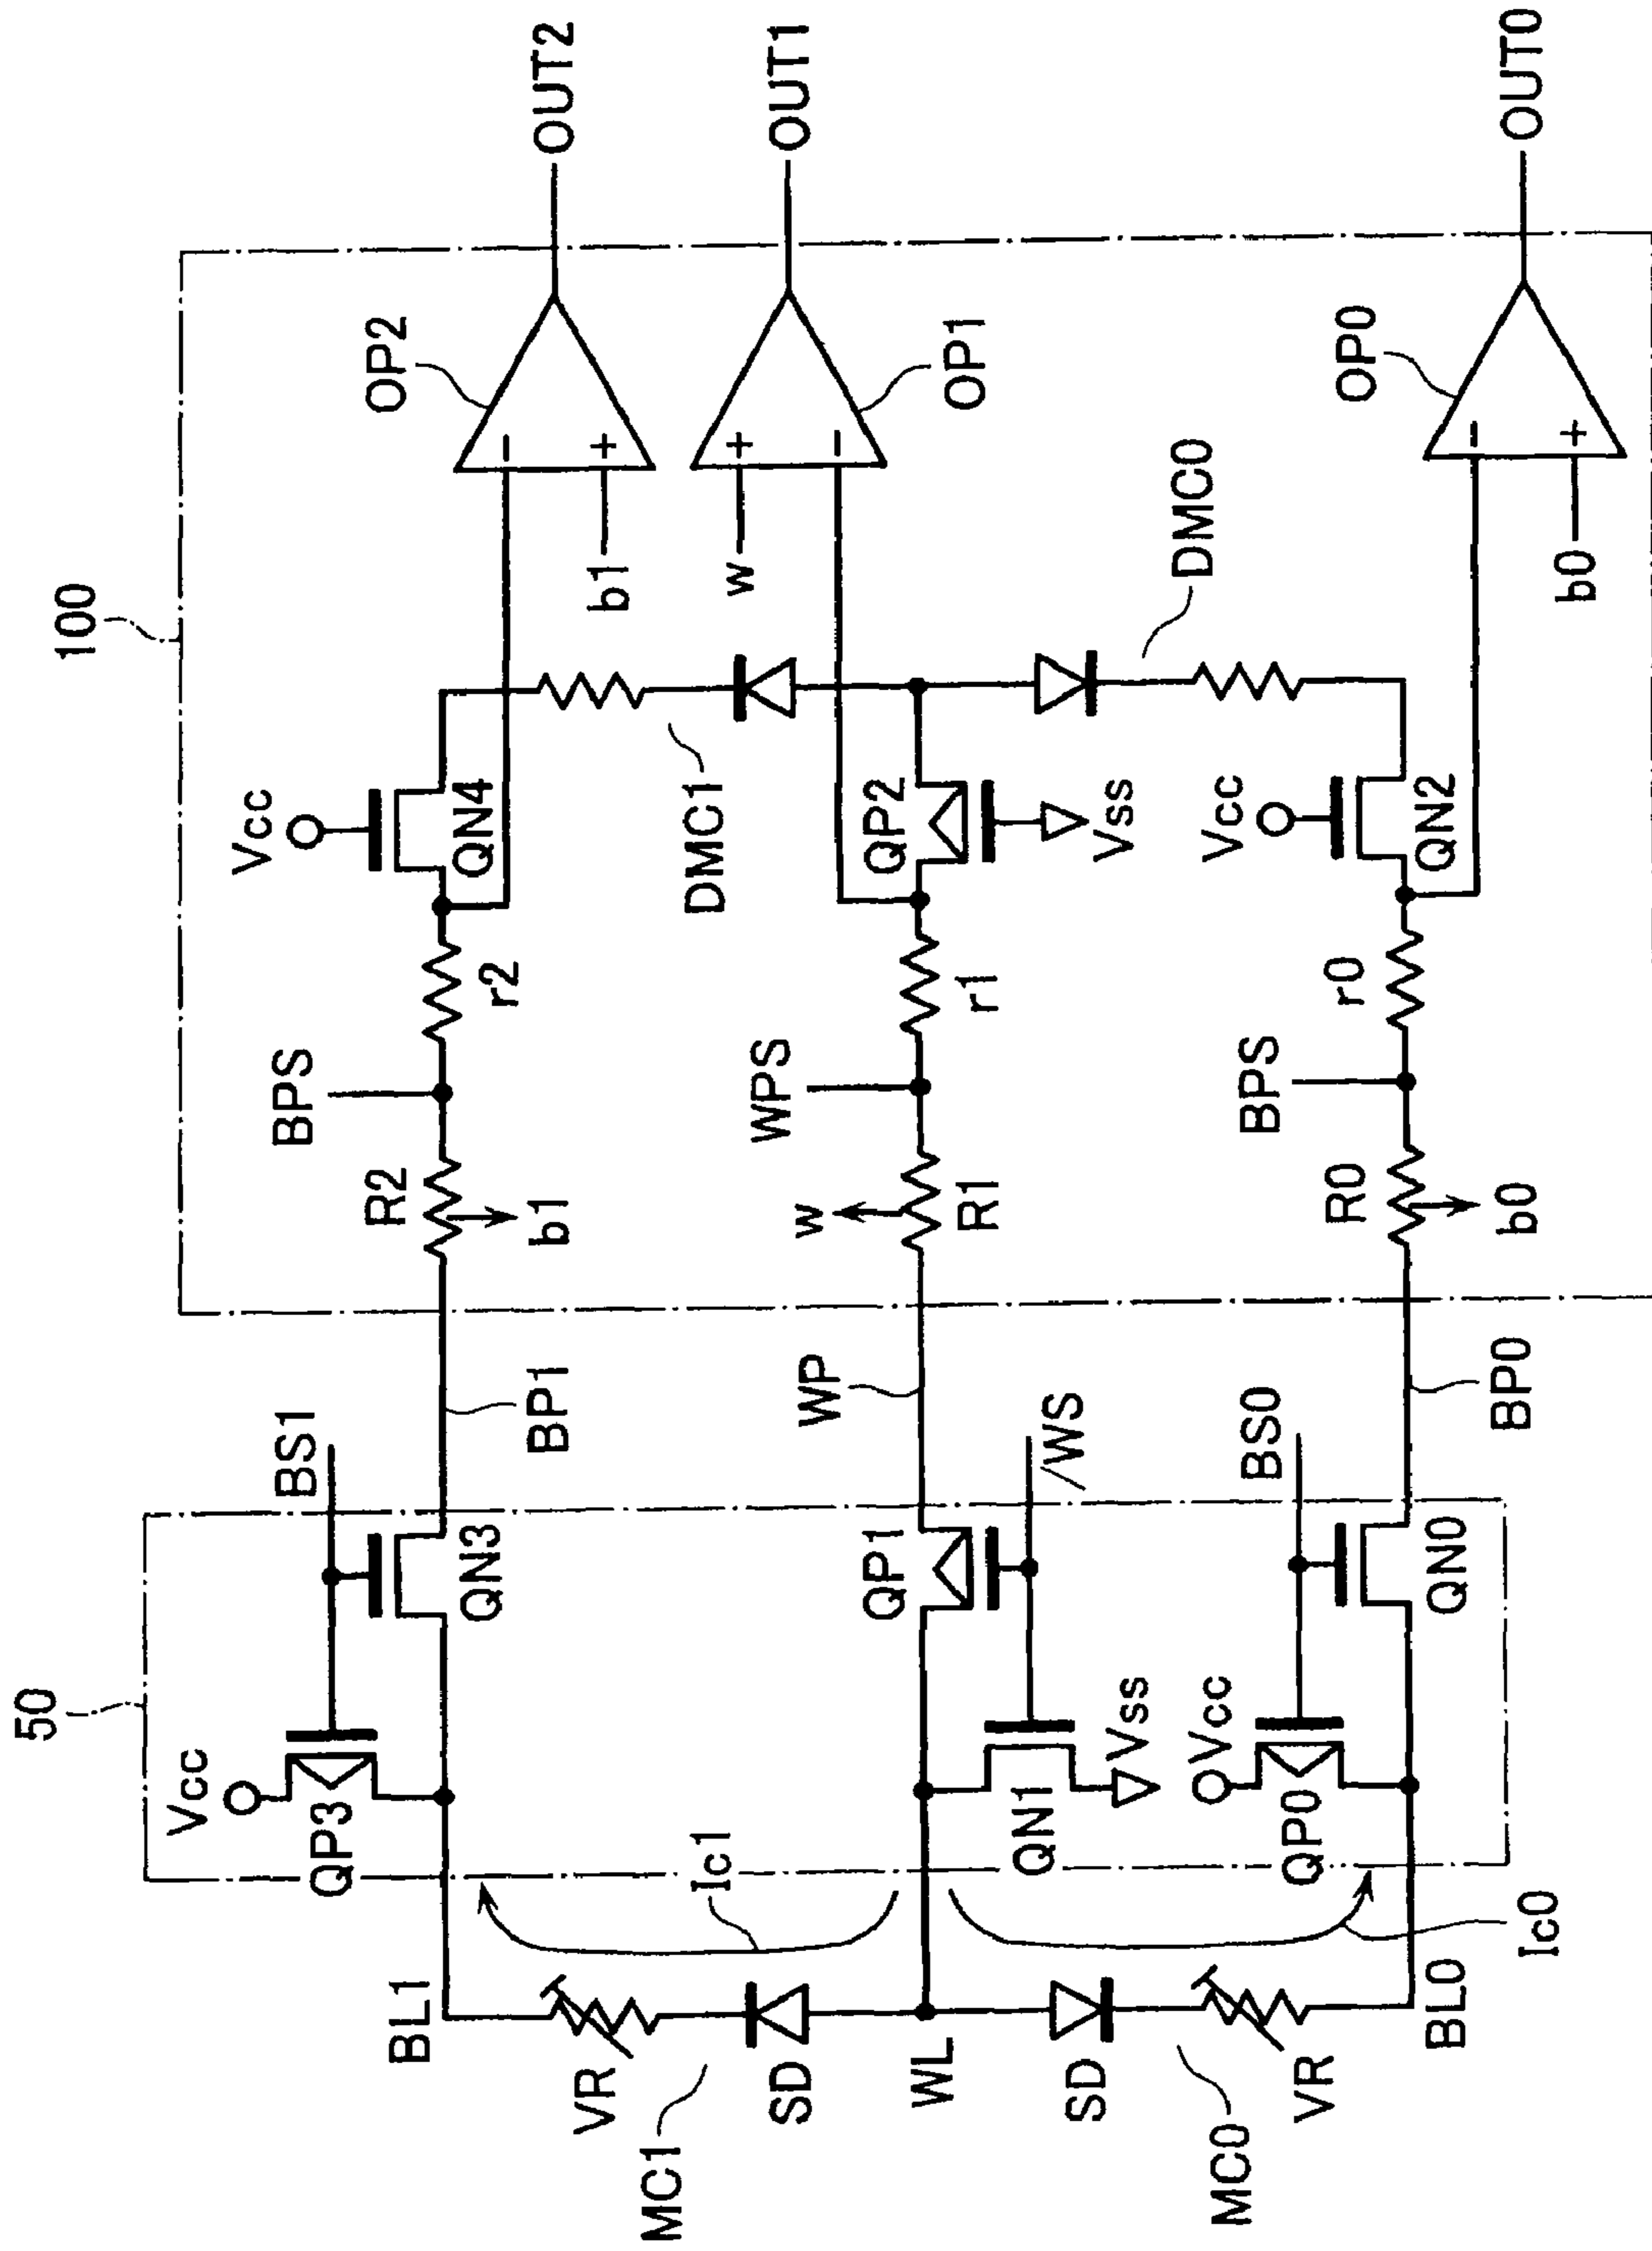 50
100
Vcc
QP3
BS1
QN3
BL1
BP1
R2
b1
BPS
r2
Vcc
QN4
OP2
b1
OUT2
VR
MC1
SD
Ic1
DMC1
WL
QP1
WP
w
R1
WPS
r1
QP2
Vss
w
OP1
OUT1
QN1
Vss
/WS
SD
MC0
VR
Ic0
Vcc
QP0
BS0
QN0
BL0
BP0
R0
b0
BPS
r0
Vcc
QN2
DMC0
OP0
b0
OUT0
+
-
+
-
+
-